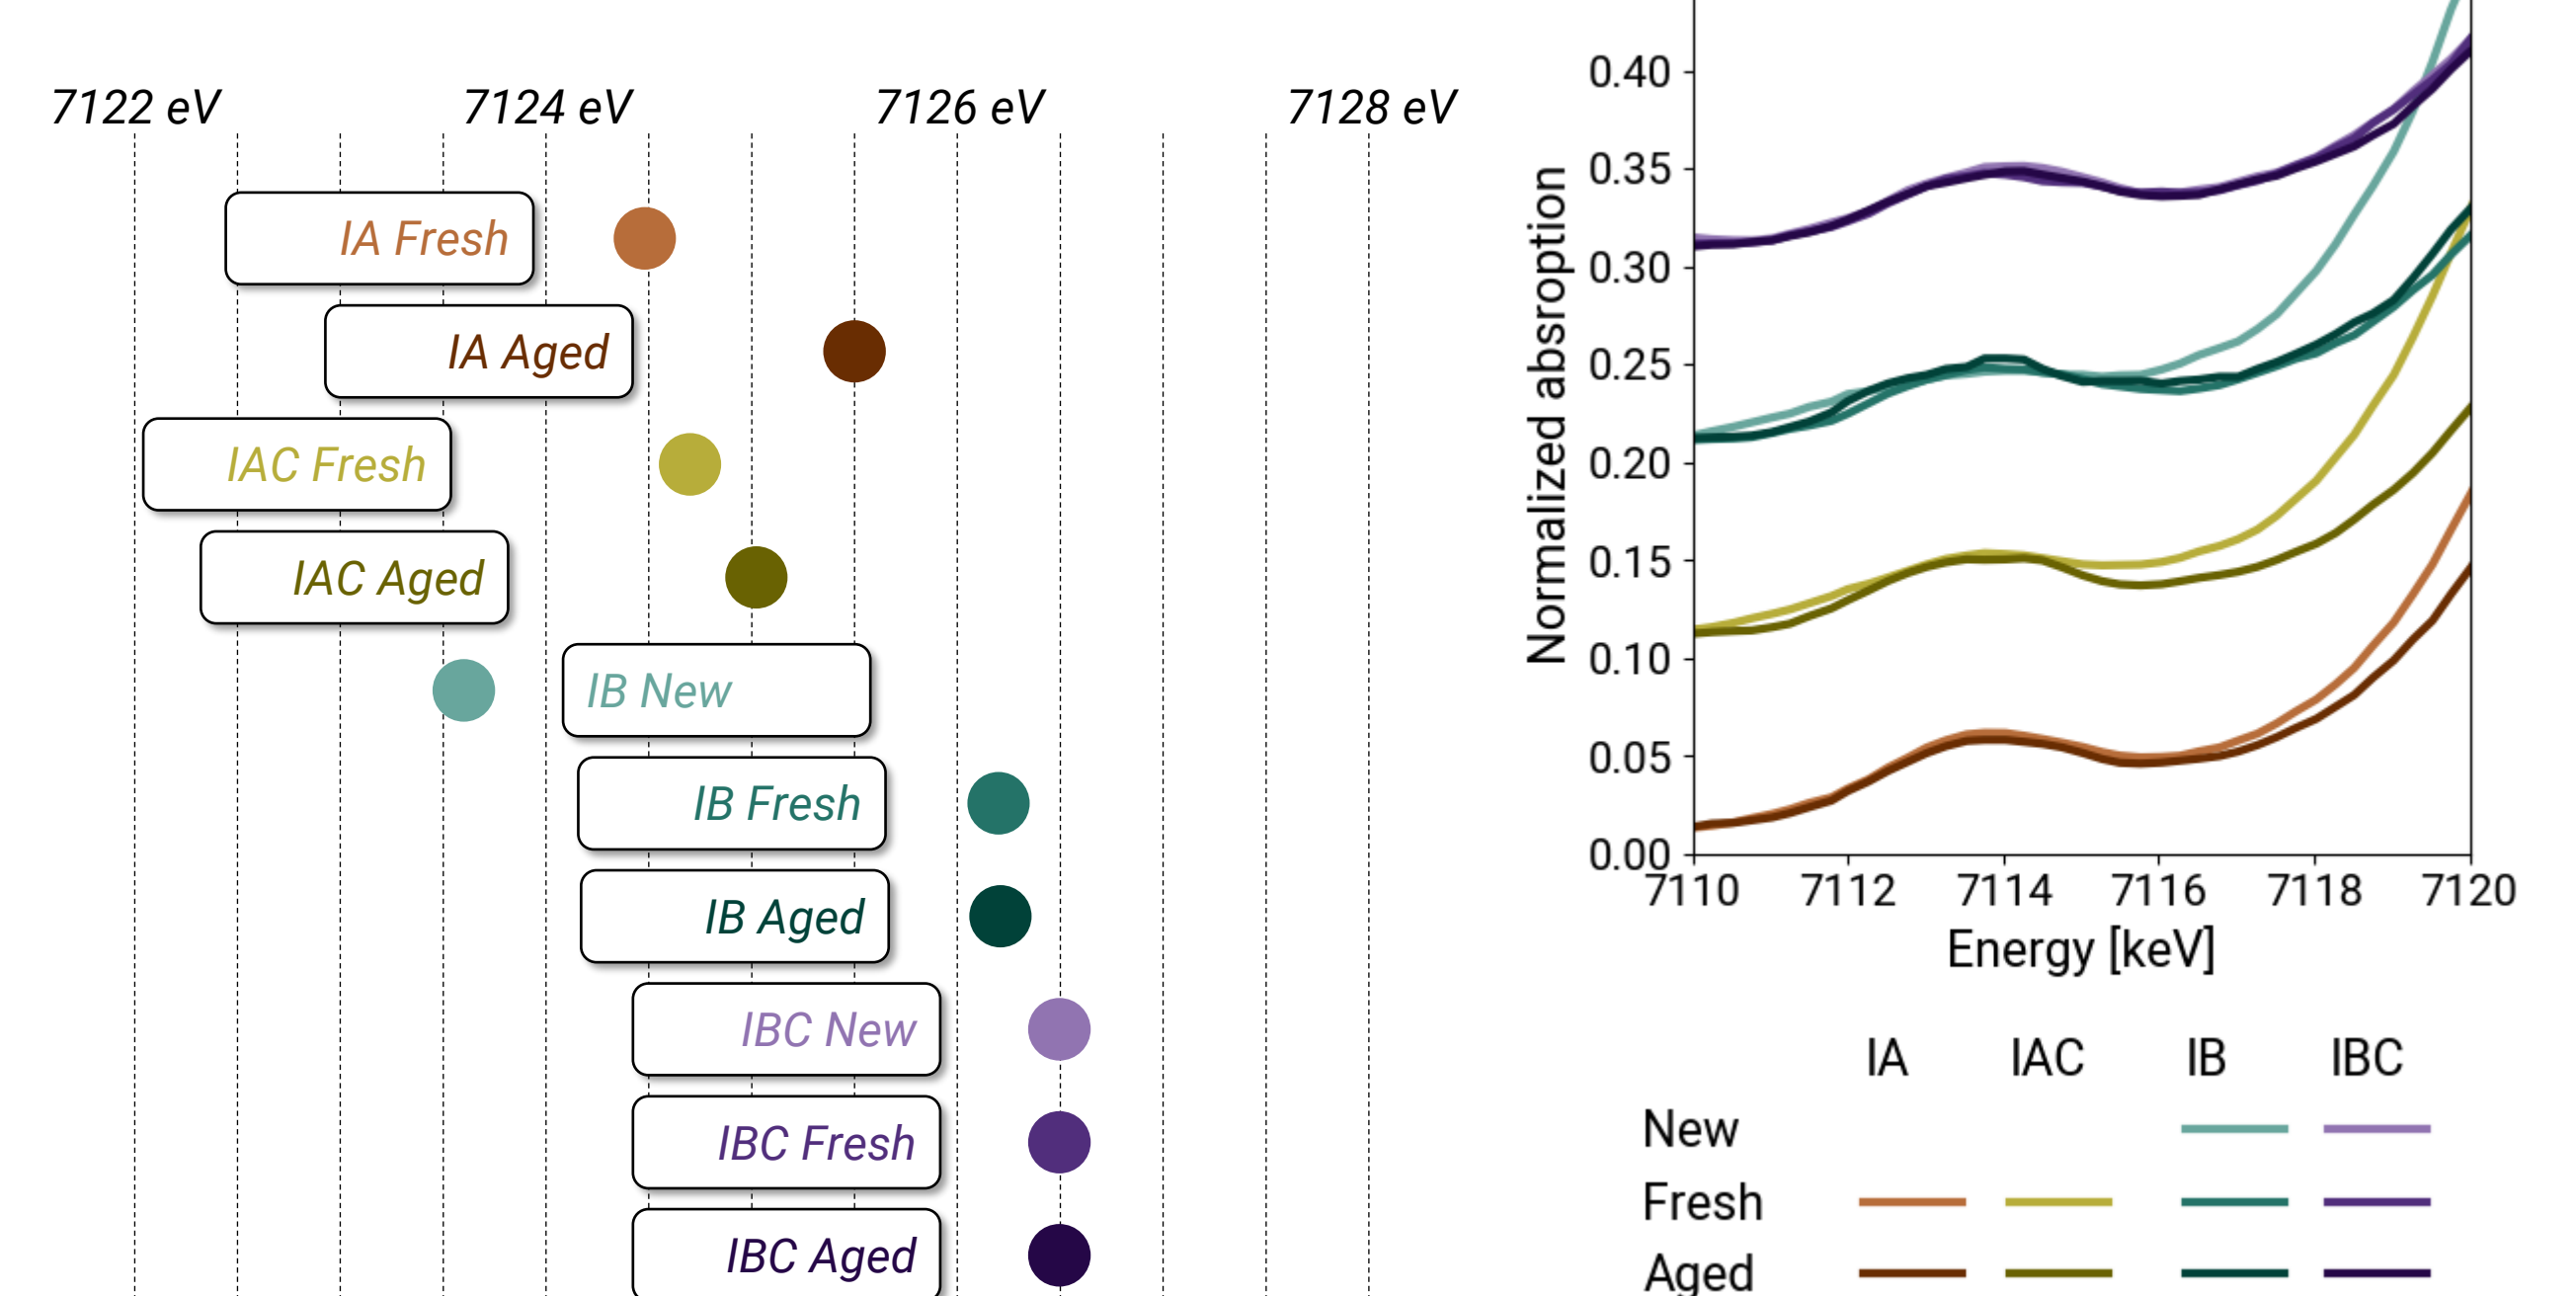 7122 eV 7124 eV 7126 eV 7128 eV
IA Fresh
IA Aged
IAC Fresh
IAC Aged
IB New
IB Fresh
IB Aged
IBC New
IBC Fresh
IBC Aged
Normalized absroption
0.40
0.35
0.30
0.25
0.20
0.15
0.10
0.05
0.00
7110 7112 7114 7116 7118 7120
Energy [keV]
IA IAC IB IBC
New
Fresh
Aged